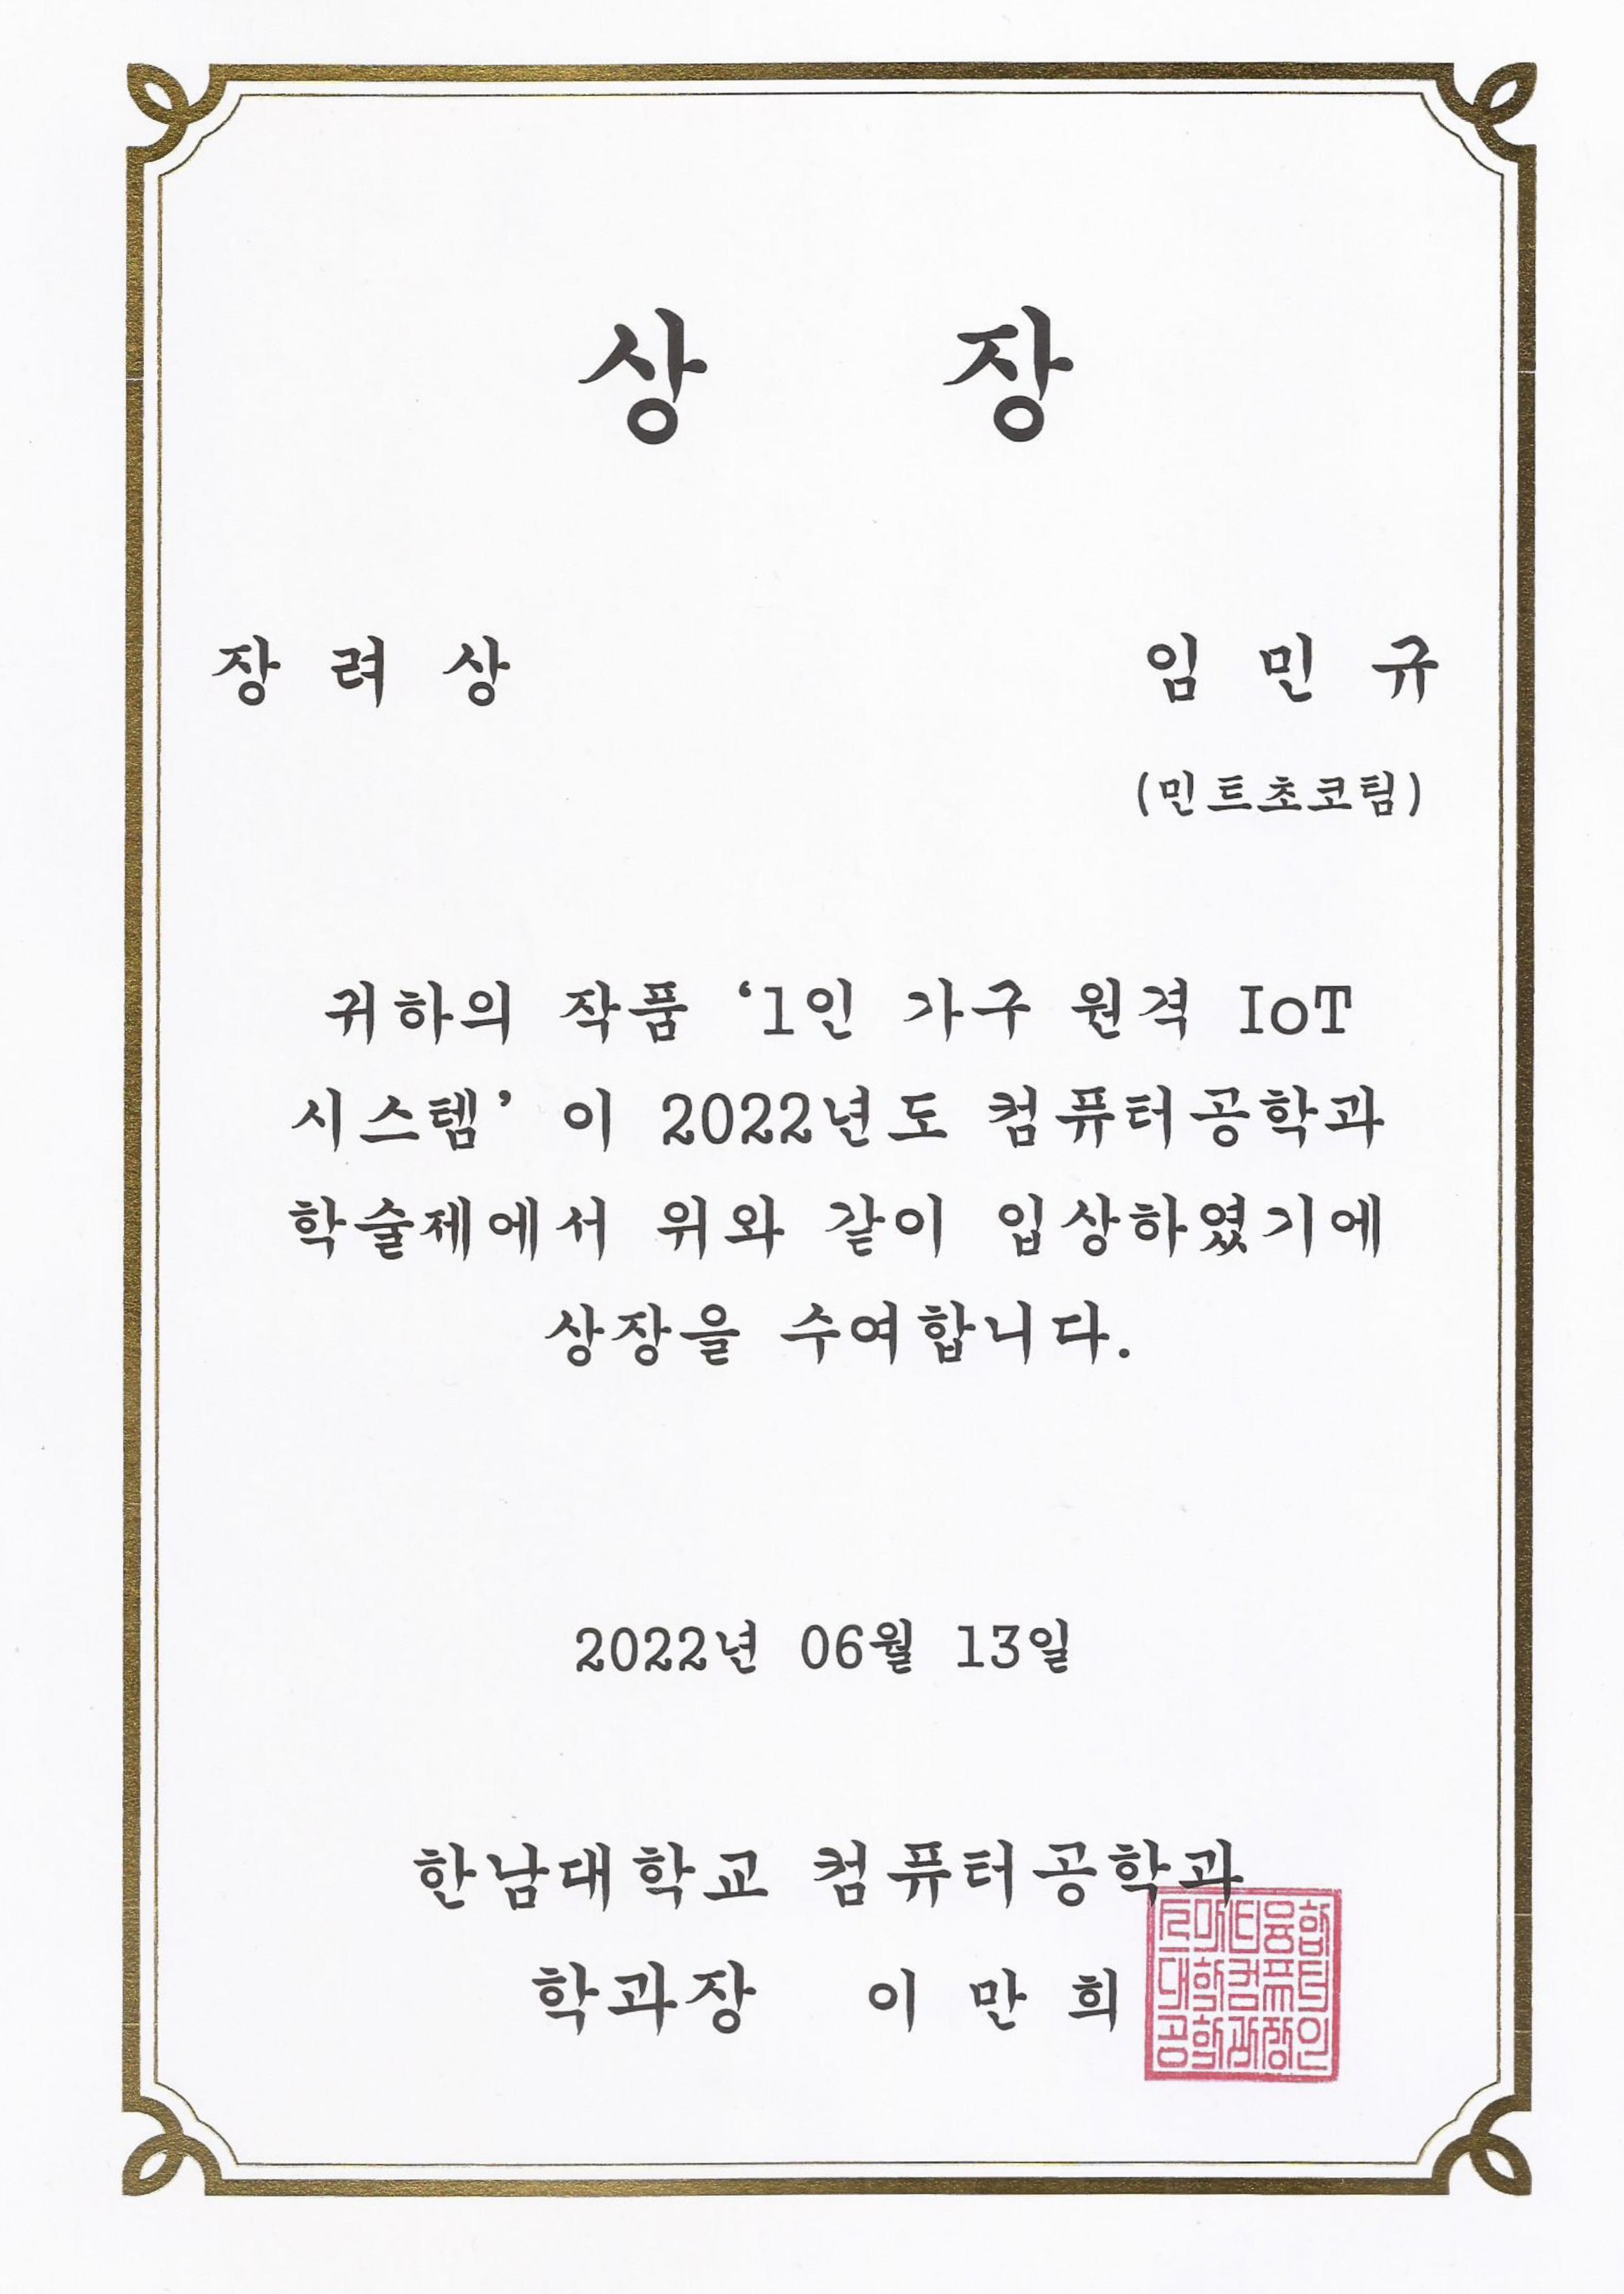 상 장
장 려 상 임 민 규
(민트초코팀)
귀하의 작품 ‘1인 가구 원격 IoT
시스템’ 이 2022년도 컴퓨터공학과
학술제에서 위와 같이 입상하였기에
상장을 수여합니다.
2022년 06월 13일
한남대학교 컴퓨터공학과
학과장 이 만 희